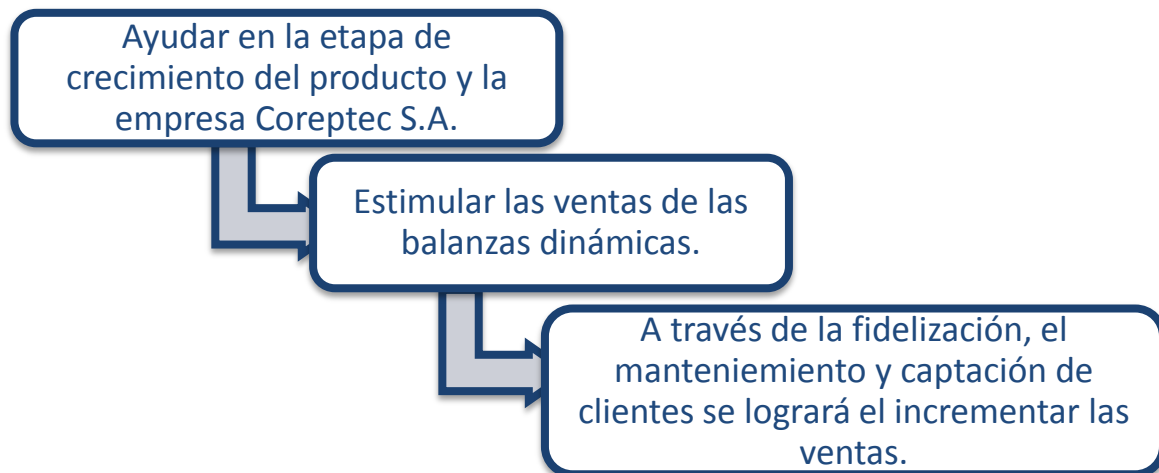 Ayudar en la etapa de
crecimiento del producto y la
empresa Coreptec S.A.
Estimular las ventas de las
balanzas dinámicas.
A través de la fidelización, el
manteniemiento y captación de
clientes se logrará el incrementar las
ventas.